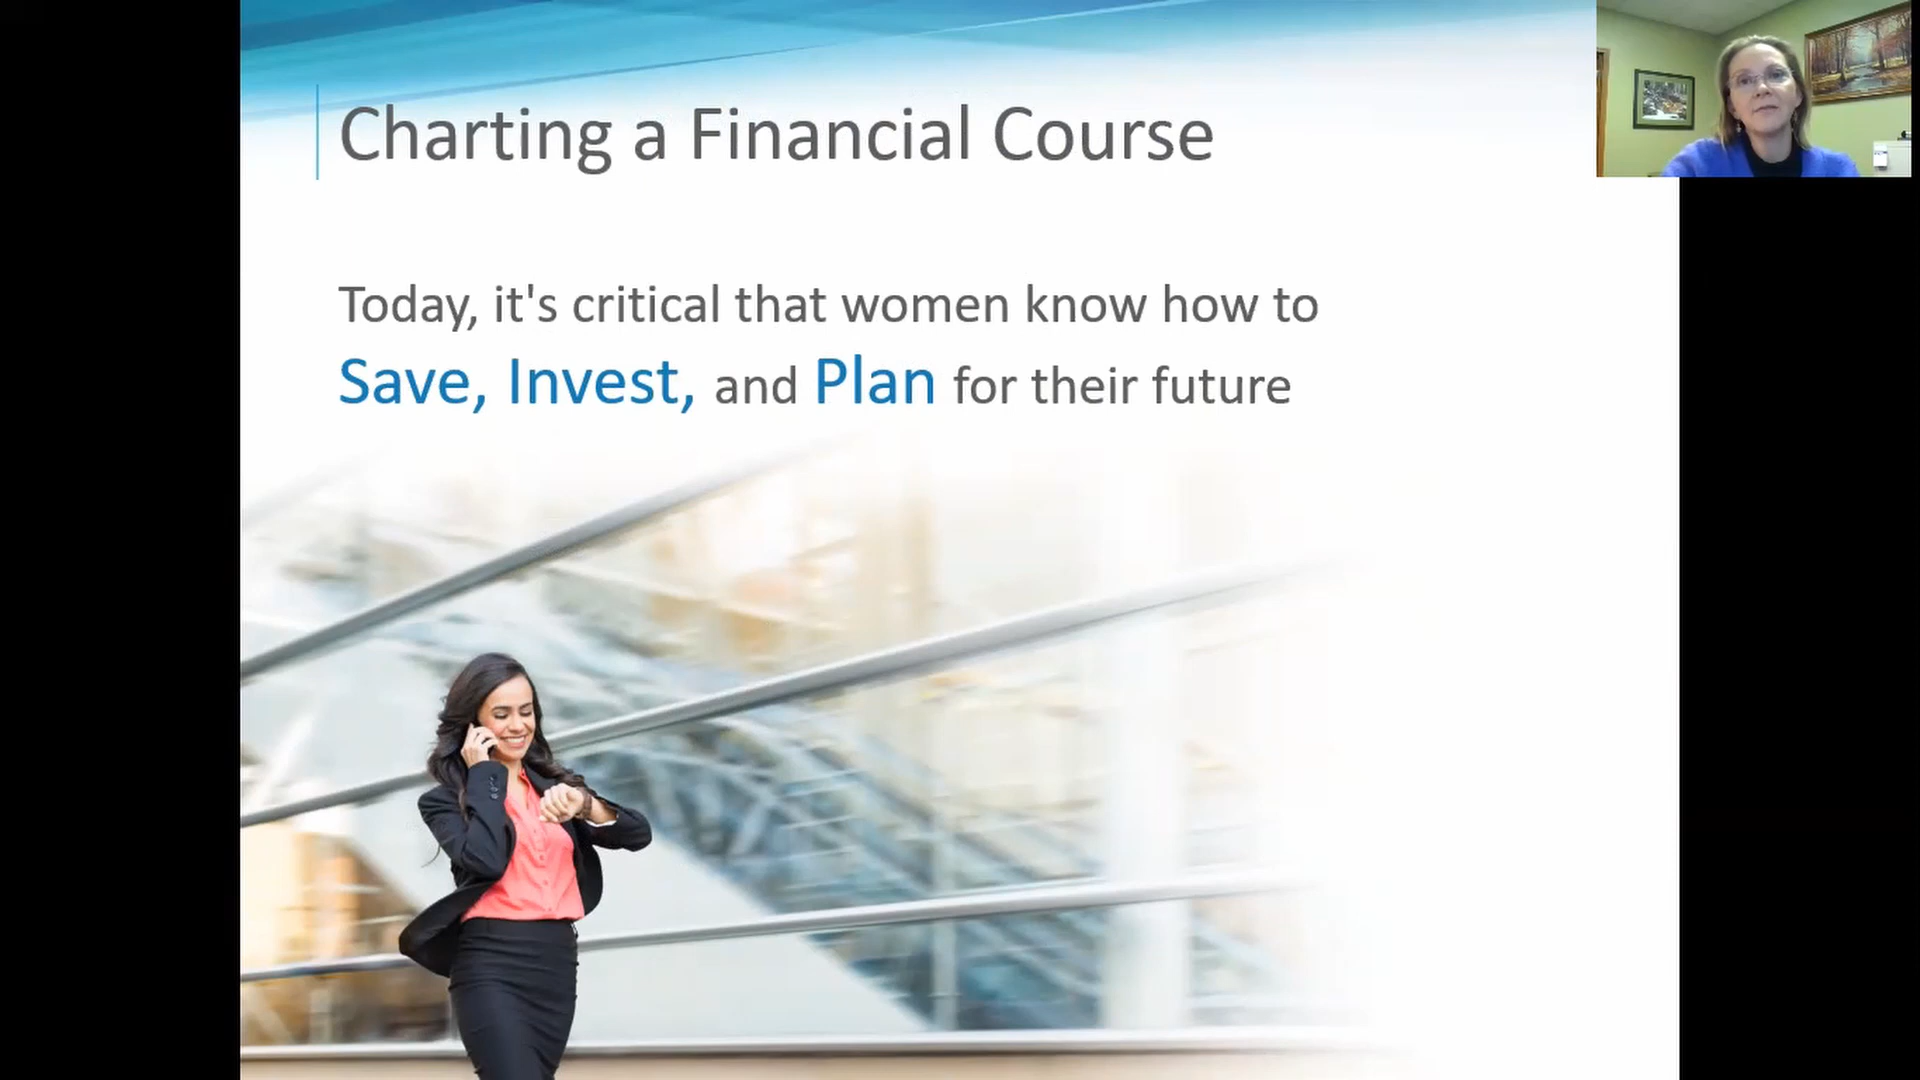 Charting a Financial Course
Today, it's critical that women know how to
Save, Invest, and Plan for their future